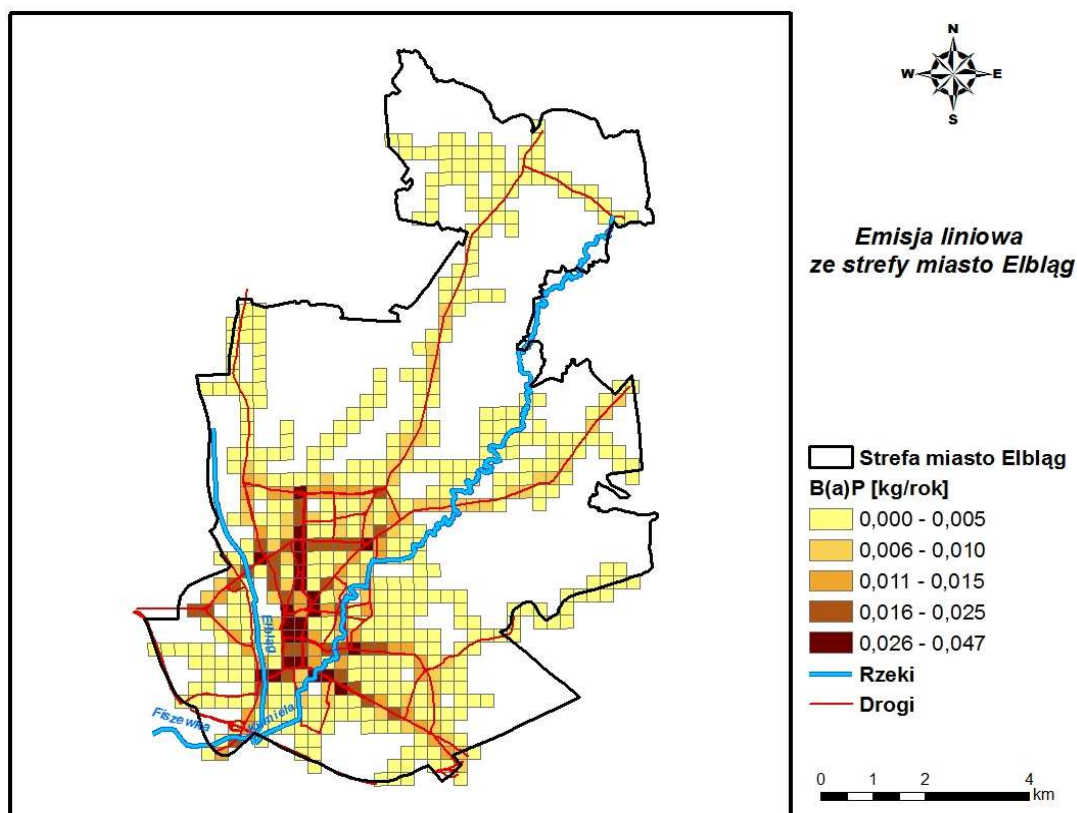 N
W E
S
Emisja liniowa
ze strefy miasto Elbląg
Strefa miasto Elbląg
B(a)P [kg/rok]
0,000 - 0,005
0,006 - 0,010
0,011 - 0,015
0,016 - 0,025
0,026 - 0,047
Rzeki
Drogi
0 1 2 4
km
Elbląg
Fiszewka